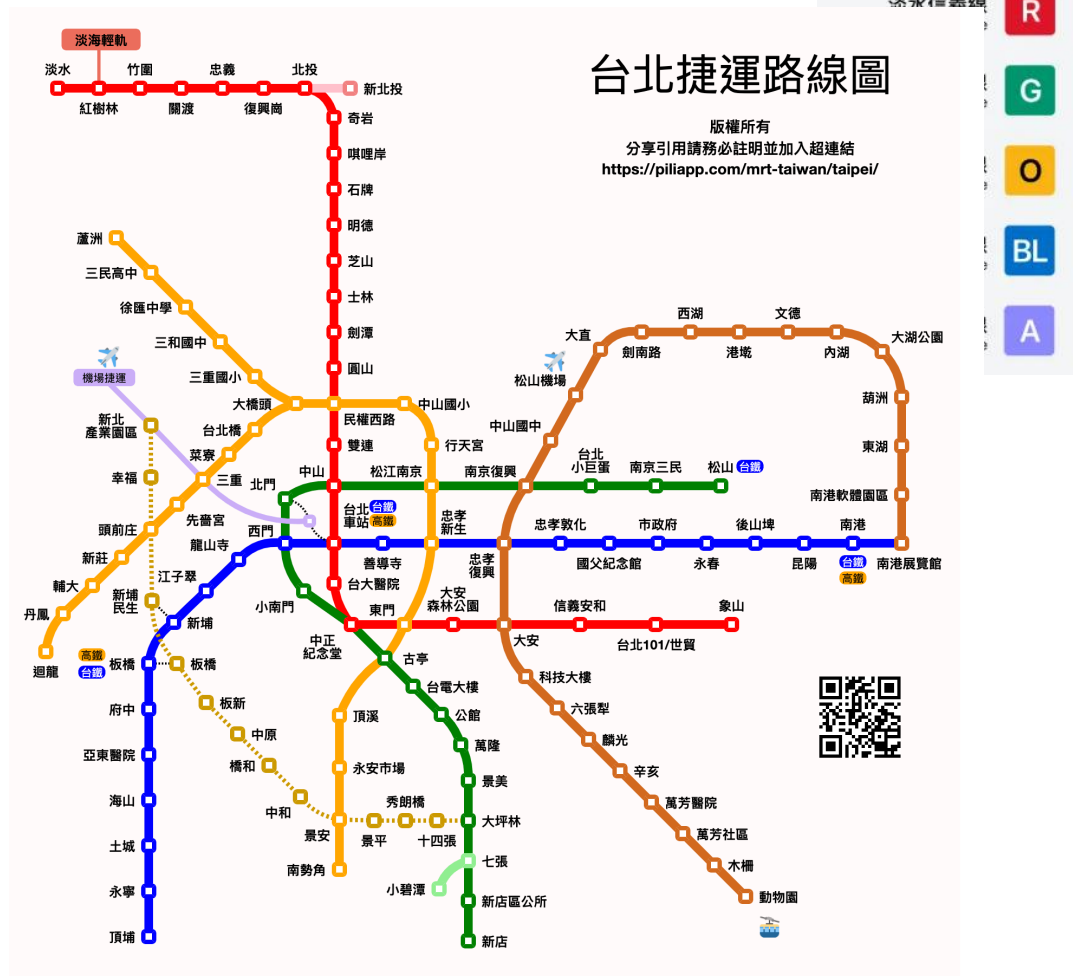 淡水信義線
R
G
O
BL
A
台北捷運路線圖
版權所有
分享引用請務必註明並加入超連結
https://piliapp.com/mrt-taiwan/taipei/
淡海輕軌
淡水
紅樹林
竹圍
關渡
忠義
復興崗
北投
新北投
奇岩
唭哩岸
石牌
明德
芝山
士林
劍潭
圓山
民權西路
雙連
中山
台北
車站
台鐵
高鐵
台大醫院
中正
紀念堂
東門
大安
森林公園
大安
信義安和
台北101/世貿
象山
蘆洲
三民高中
徐匯中學
三和國中
三重國小
大橋頭
台北橋
菜寮
三重
先嗇宮
頭前庄
新莊
輔大
丹鳳
迴龍
中山國小
行天宮
松江南京
忠孝
新生
古亭
頂溪
永安市場
景安
南勢角
機場捷運
新北
產業園區
幸福
新埔
民生
板橋
板新
中原
橋和
中和
景平
秀朗橋
十四張
大坪林
北門
西門
小南門
南京復興
台北
小巨蛋
南京三民
松山
台鐵
台電大樓
公館
萬隆
景美
七張
小碧潭
新店區公所
新店
龍山寺
江子翠
新埔
高鐵
台鐵
板橋
府中
亞東醫院
海山
土城
永寧
頂埔
善導寺
忠孝
復興
忠孝敦化
國父紀念館
市政府
永春
後山埤
昆陽
南港
台鐵
高鐵
南港展覽館
南港軟體園區
東湖
葫洲
大湖公園
內湖
文德
港墘
西湖
劍南路
大直
松山機場
中山國中
科技大樓
六張犁
麟光
辛亥
萬芳醫院
萬芳社區
木柵
動物園